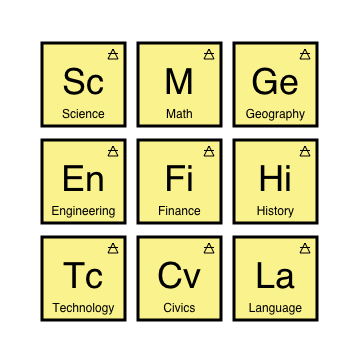 Sc M Ge
Science Math Geography
En Fi Hi
Engineering Finance History
Tc Cv La
Technology Civics Language